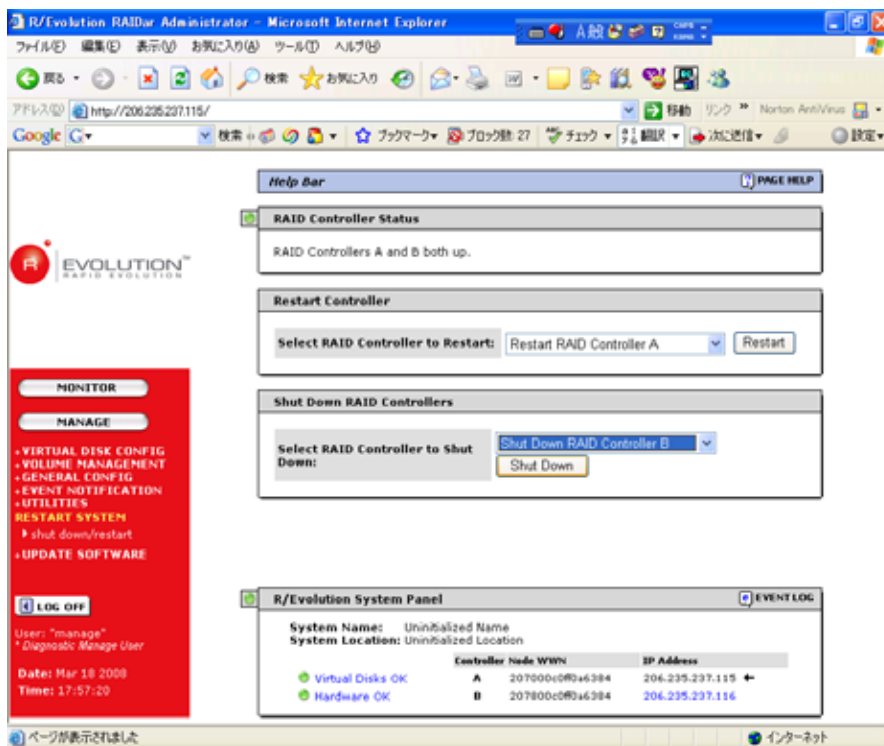 R/Evolution RAIDar Administrator - Microsoft Internet Explorer
A般
CAPS
KANA
ファイル(F) 編集(E) 表示(V) お気に入り(A) ツール(T) ヘルプ(H)
戻る 検索 お気に入り
アドレス(D) http://206.235.237.115/ 移動 リンク » Norton AntiVirus
Google G 検索 ブックマーク ブロック数: 27 チェック 翻訳 次に送信 設定
Help Bar PAGE HELP
RAID Controller Status
RAID Controllers A and B both up.
R EVOLUTION™
RAPID EVOLUTION
Restart Controller
Select RAID Controller to Restart: Restart RAID Controller A Restart
MONITOR
MANAGE
+VIRTUAL DISK CONFIG
+VOLUME MANAGEMENT
+GENERAL CONFIG
+EVENT NOTIFICATION
+UTILITIES
RESTART SYSTEM
shut down/restart
+UPDATE SOFTWARE
Shut Down RAID Controllers
Select RAID Controller to Shut Down: Shut Down RAID Controller B
Shut Down
LOG OFF
User: "manage"
* Diagnostic Manage User
Date: Mar 18 2008
Time: 17:57:20
R/Evolution System Panel EVENT LOG
System Name: Uninitialized Name
System Location: Uninitialized Location
Controller Node WWN IP Address
Virtual Disks OK A 207000c0ff0a6384 206.235.237.115
Hardware OK B 207800c0ff0a6384 206.235.237.116
ページが表示されました インターネット